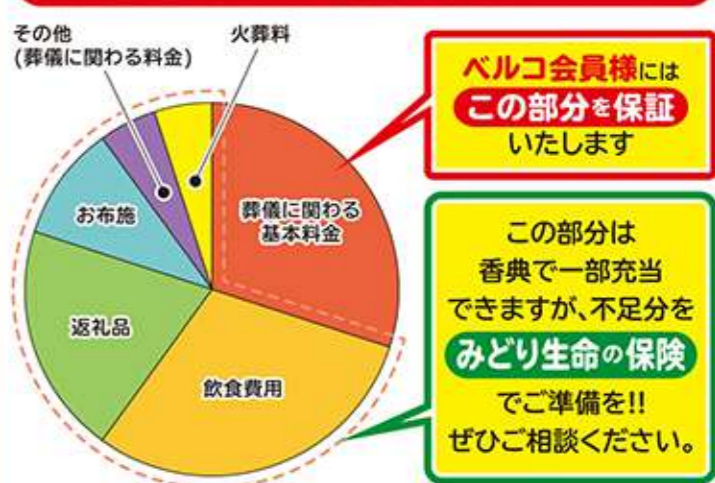 その他
(葬儀に関わる料金)
火葬料
お布施
葬儀に関わる
基本料金
返礼品
飲食費用
ベルコ会員様には
この部分を保証
いたします
この部分は
香典で一部充当
できますが、不足分を
みどり生命の保険
でご準備を!!
ぜひご相談ください。